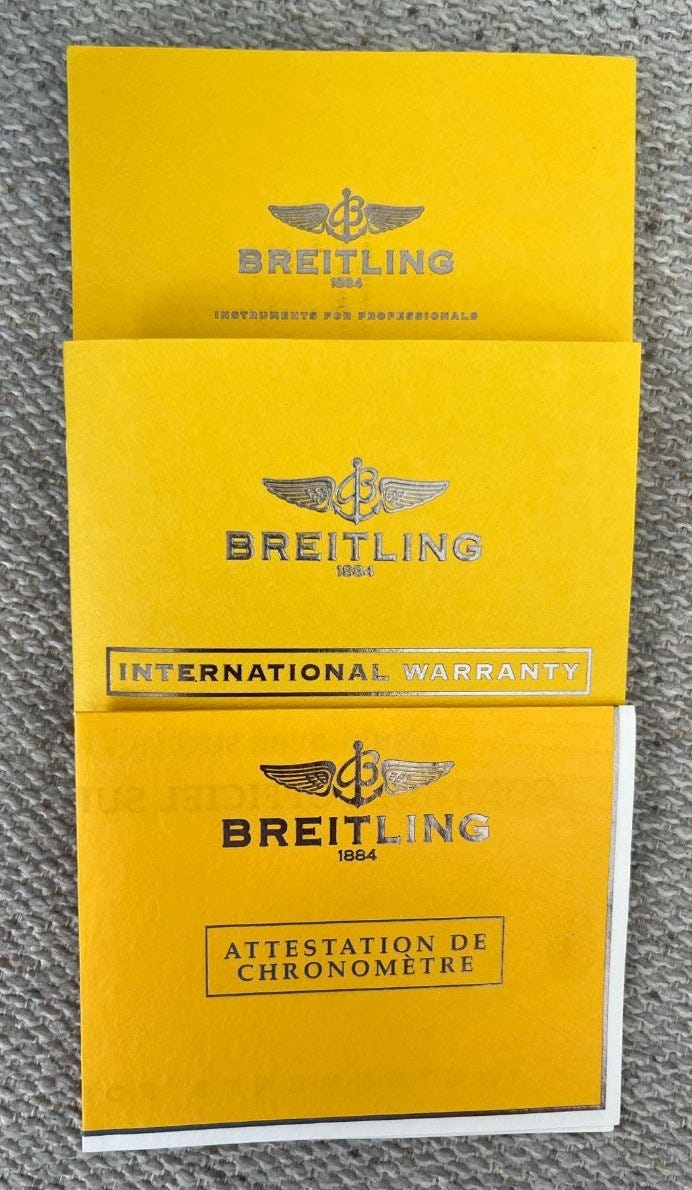 BREITLING
1884
INSTRUMENTS FOR PROFESSIONALS
BREITLING
1884
INTERNATIONAL WARRANTY
BREITLING
1884
ATTESTATION DE
CHRONOMÈTRE